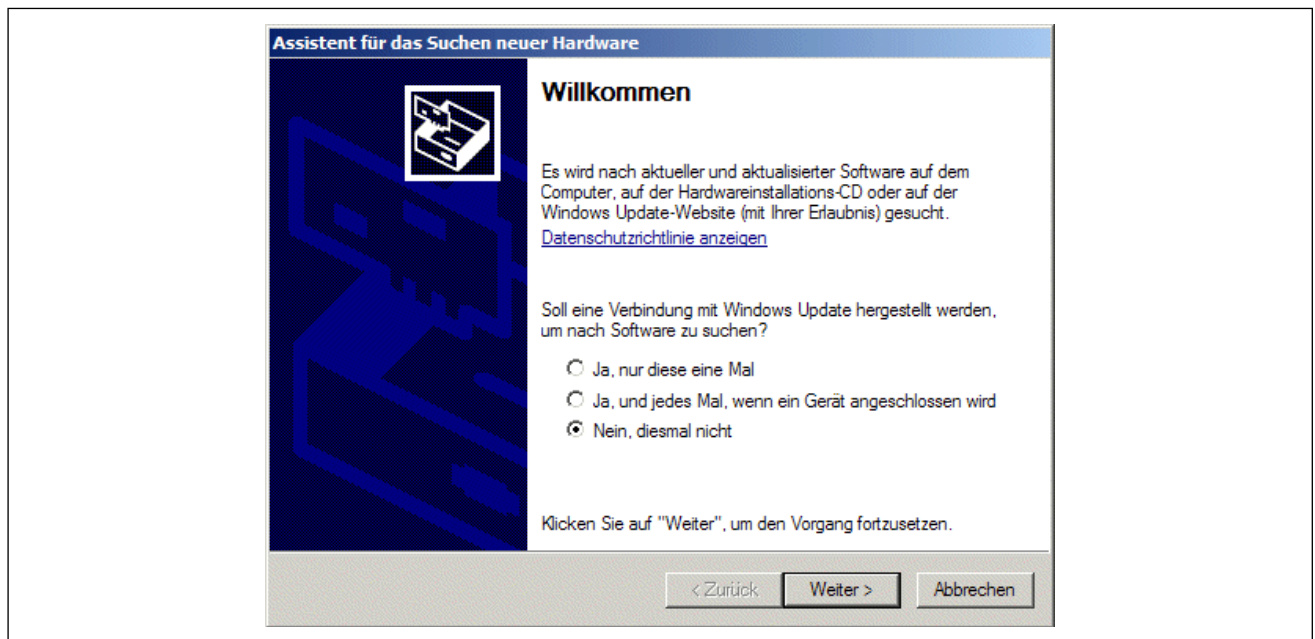 Assistent für das Suchen neuer Hardware
Willkommen
Es wird nach aktueller und aktualisierter Software auf dem
Computer, auf der Hardwareinstallations-CD oder auf der
Windows Update-Website (mit Ihrer Erlaubnis) gesucht.
Datenschutzrichtlinie anzeigen
Soll eine Verbindung mit Windows Update hergestellt werden,
um nach Software zu suchen?
Ja, nur diese eine Mal
Ja, und jedes Mal, wenn ein Gerät angeschlossen wird
Nein, diesmal nicht
Klicken Sie auf "Weiter", um den Vorgang fortzusetzen.
< Zurück Weiter > Abbrechen